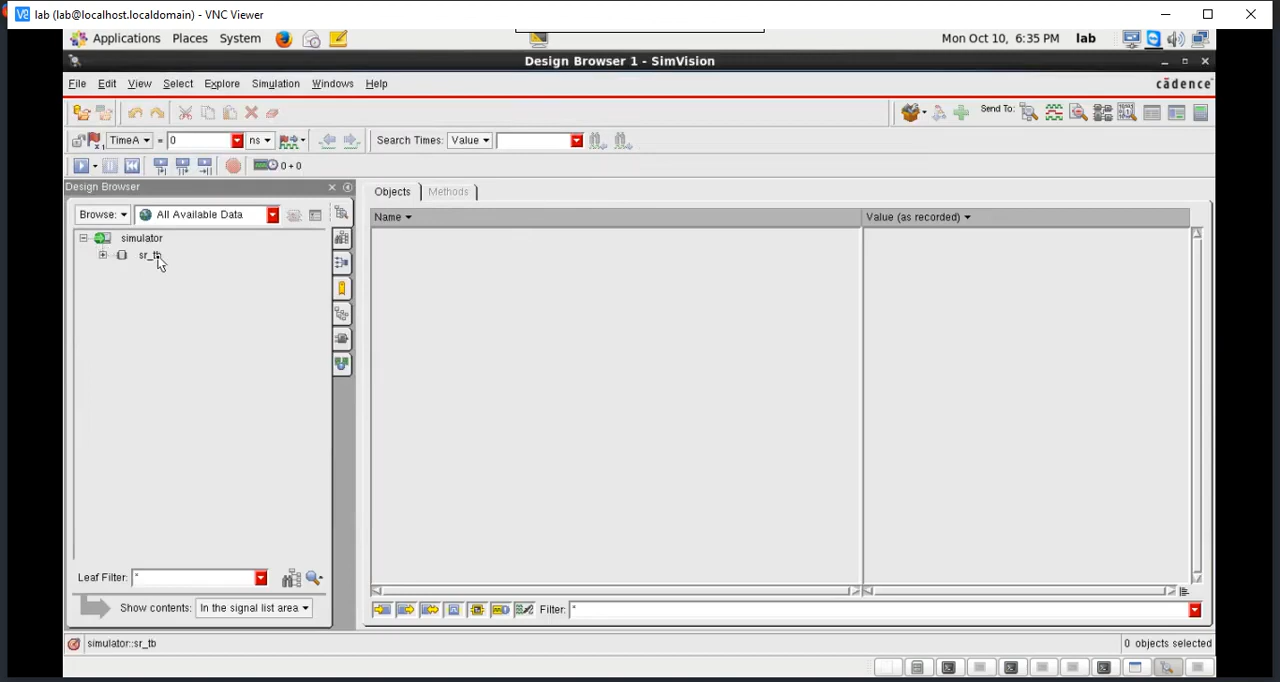 lab (lab@localhost.localdomain) - VNC Viewer
Applications Places System Mon Oct 10, 6:35 PM lab
Design Browser 1 - SimVision
File Edit View Select Explore Simulation Windows Help cādence
Send To:
TimeA = 0 ns Search Times: Value
0 + 0
Design Browser
Objects Methods
Browse: All Available Data
Name Value (as recorded)
simulator
sr_tb
Leaf Filter: *
Show contents: In the signal list area
Filter: *
simulator::sr_tb 0 objects selected